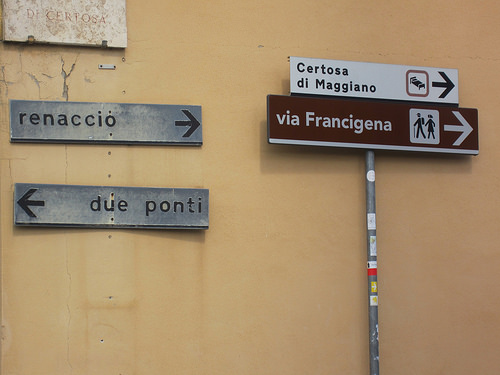 DI CERTOSA
renacciò
due ponti
Certosa
di Maggiano
via Francigena